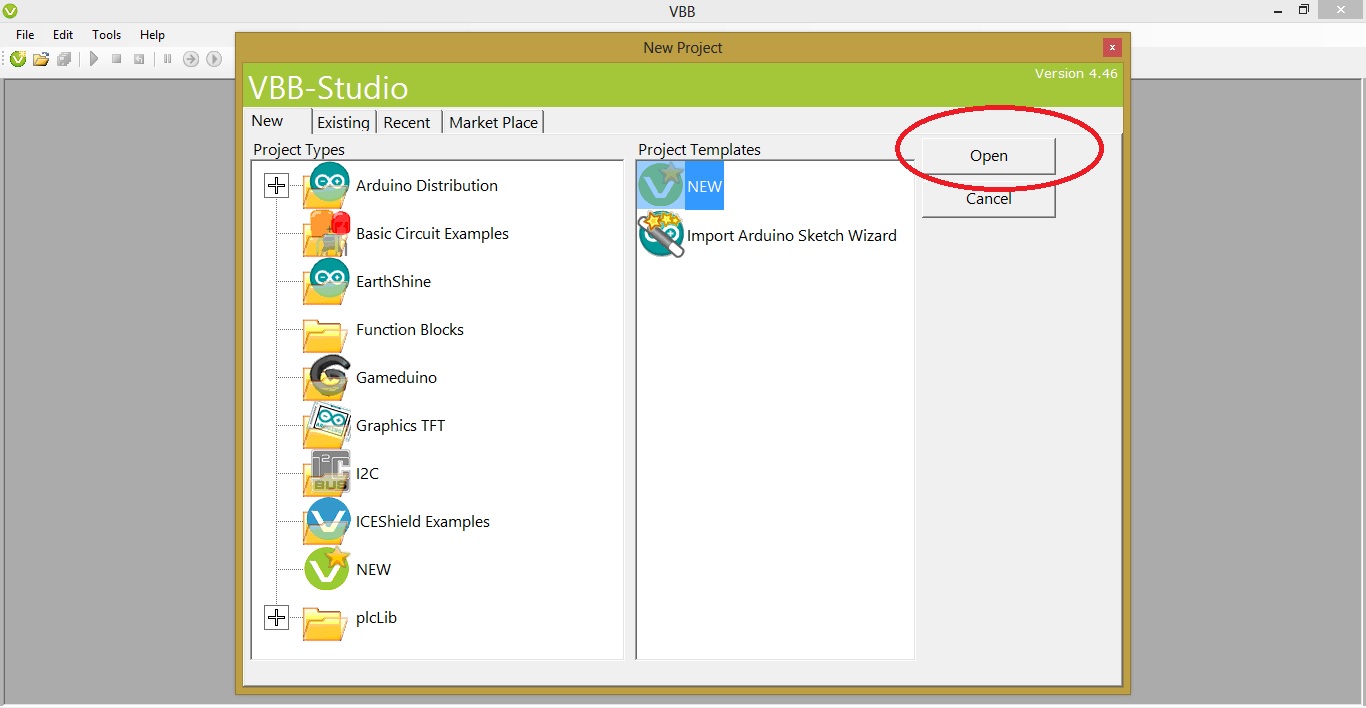 VBB
File Edit Tools Help
New Project
x
VBB-Studio
Version 4.46
New Existing Recent Market Place
Project Types
Arduino Distribution
Basic Circuit Examples
EarthShine
Function Blocks
Gameduino
Graphics TFT
I2C
I2C
BUS
ICEShield Examples
NEW
plcLib
Project Templates
NEW
Import Arduino Sketch Wizard
Open
Cancel